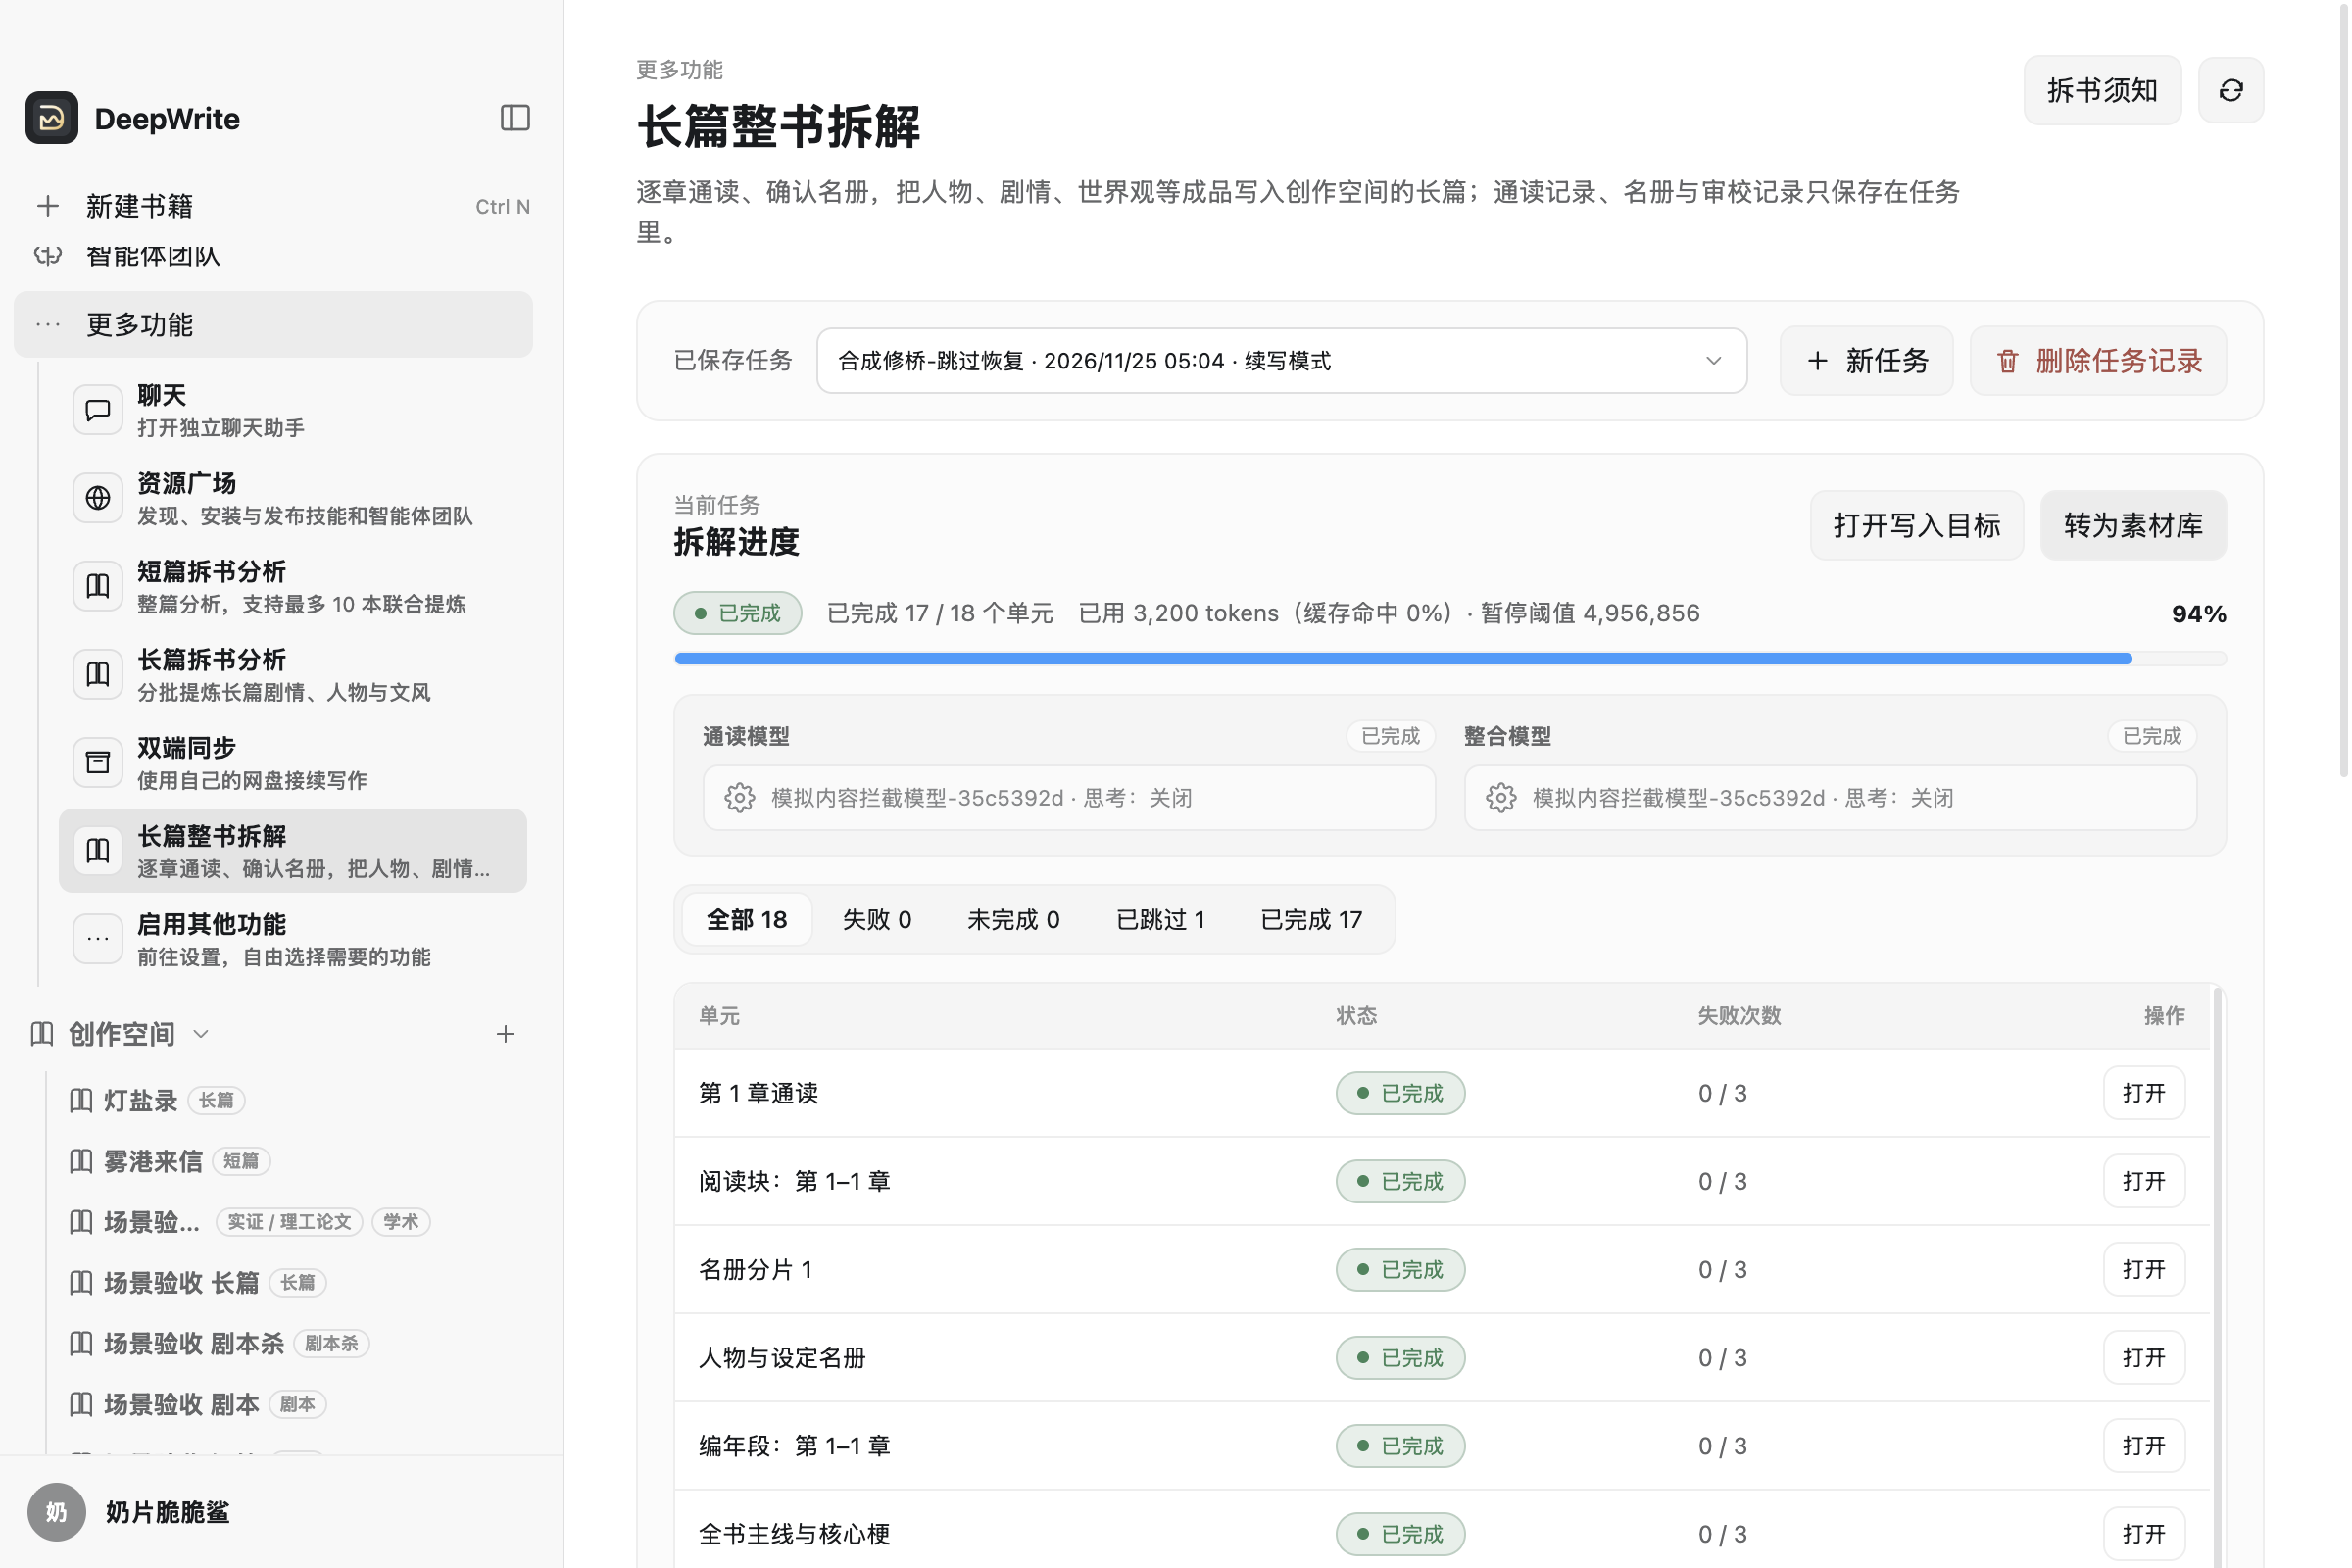 DeepWrite
新建书籍 Ctrl N
智能体团队
更多功能
聊天
打开独立聊天助手
资源广场
发现、安装与发布技能和智能体团队
短篇拆书分析
整篇分析，支持最多 10 本联合提炼
长篇拆书分析
分批提炼长篇剧情、人物与文风
双端同步
使用自己的网盘接续写作
长篇整书拆解
逐章通读、确认名册，把人物、剧情...
启用其他功能
前往设置，自由选择需要的功能
创作空间
灯盐录 长篇
雾港来信 短篇
场景验... 实证 / 理工论文 学术
场景验收 长篇 长篇
场景验收 剧本杀 剧本杀
场景验收 剧本 剧本
奶 奶片脆脆鲨
更多功能
长篇整书拆解
拆书须知
逐章通读、确认名册，把人物、剧情、世界观等成品写入创作空间的长篇；通读记录、名册与审校记录只保存在任务
里。
已保存任务 合成修桥-跳过恢复 · 2026/11/25 05:04 · 续写模式 新任务 删除任务记录
当前任务
拆解进度
打开写入目标 转为素材库
已完成 已完成 17 / 18 个单元 已用 3,200 tokens（缓存命中 0%）· 暂停阈值 4,956,856 94%
通读模型 已完成 整合模型 已完成
模拟内容拦截模型-35c5392d · 思考：关闭 模拟内容拦截模型-35c5392d · 思考：关闭
全部 18 失败 0 未完成 0 已跳过 1 已完成 17
单元 状态 失败次数 操作
第 1 章通读 已完成 0 / 3 打开
阅读块：第 1–1 章 已完成 0 / 3 打开
名册分片 1 已完成 0 / 3 打开
人物与设定名册 已完成 0 / 3 打开
编年段：第 1–1 章 已完成 0 / 3 打开
全书主线与核心梗 已完成 0 / 3 打开